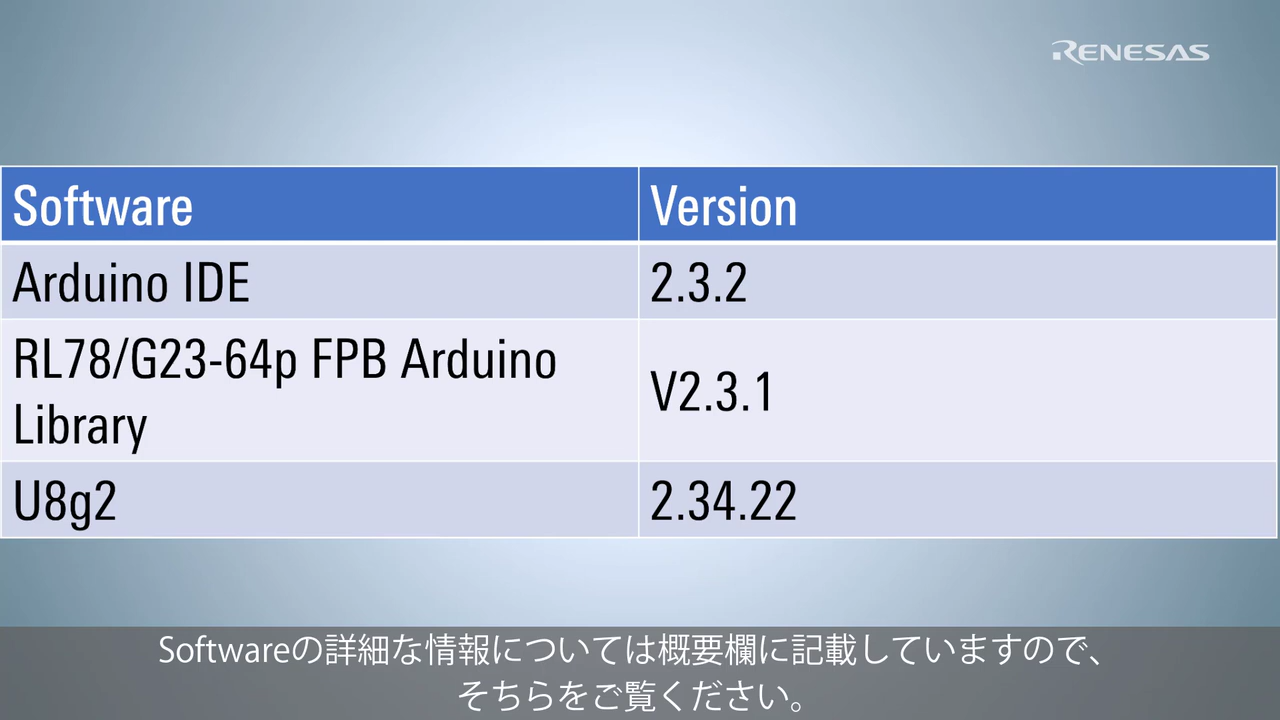 RENESAS
Software
Version
Arduino IDE
2.3.2
RL78/G23-64p FPB Arduino
Library
V2.3.1
U8g2
2.34.22
Softwareの詳細な情報については概要欄に記載していますので、
そちらをご覧ください。